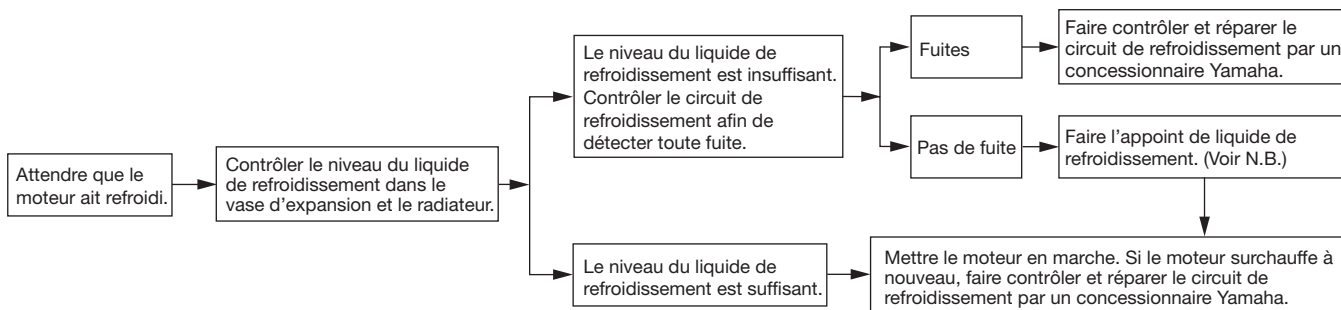 Attendre que le
moteur ait refroidi.
Contrôler le niveau du liquide
de refroidissement dans le
vase d'expansion et le radiateur.
Le niveau du liquide de
refroidissement est insuffisant.
Contrôler le circuit de
refroidissement afin de
détecter toute fuite.
Fuites
Faire contrôler et réparer le
circuit de refroidissement par un
concessionnaire Yamaha.
Pas de fuite
Faire l'appoint de liquide de
refroidissement. (Voir N.B.)
Le niveau du liquide de
refroidissement est suffisant.
Mettre le moteur en marche. Si le moteur surchauffe à
nouveau, faire contrôler et réparer le circuit de
refroidissement par un concessionnaire Yamaha.